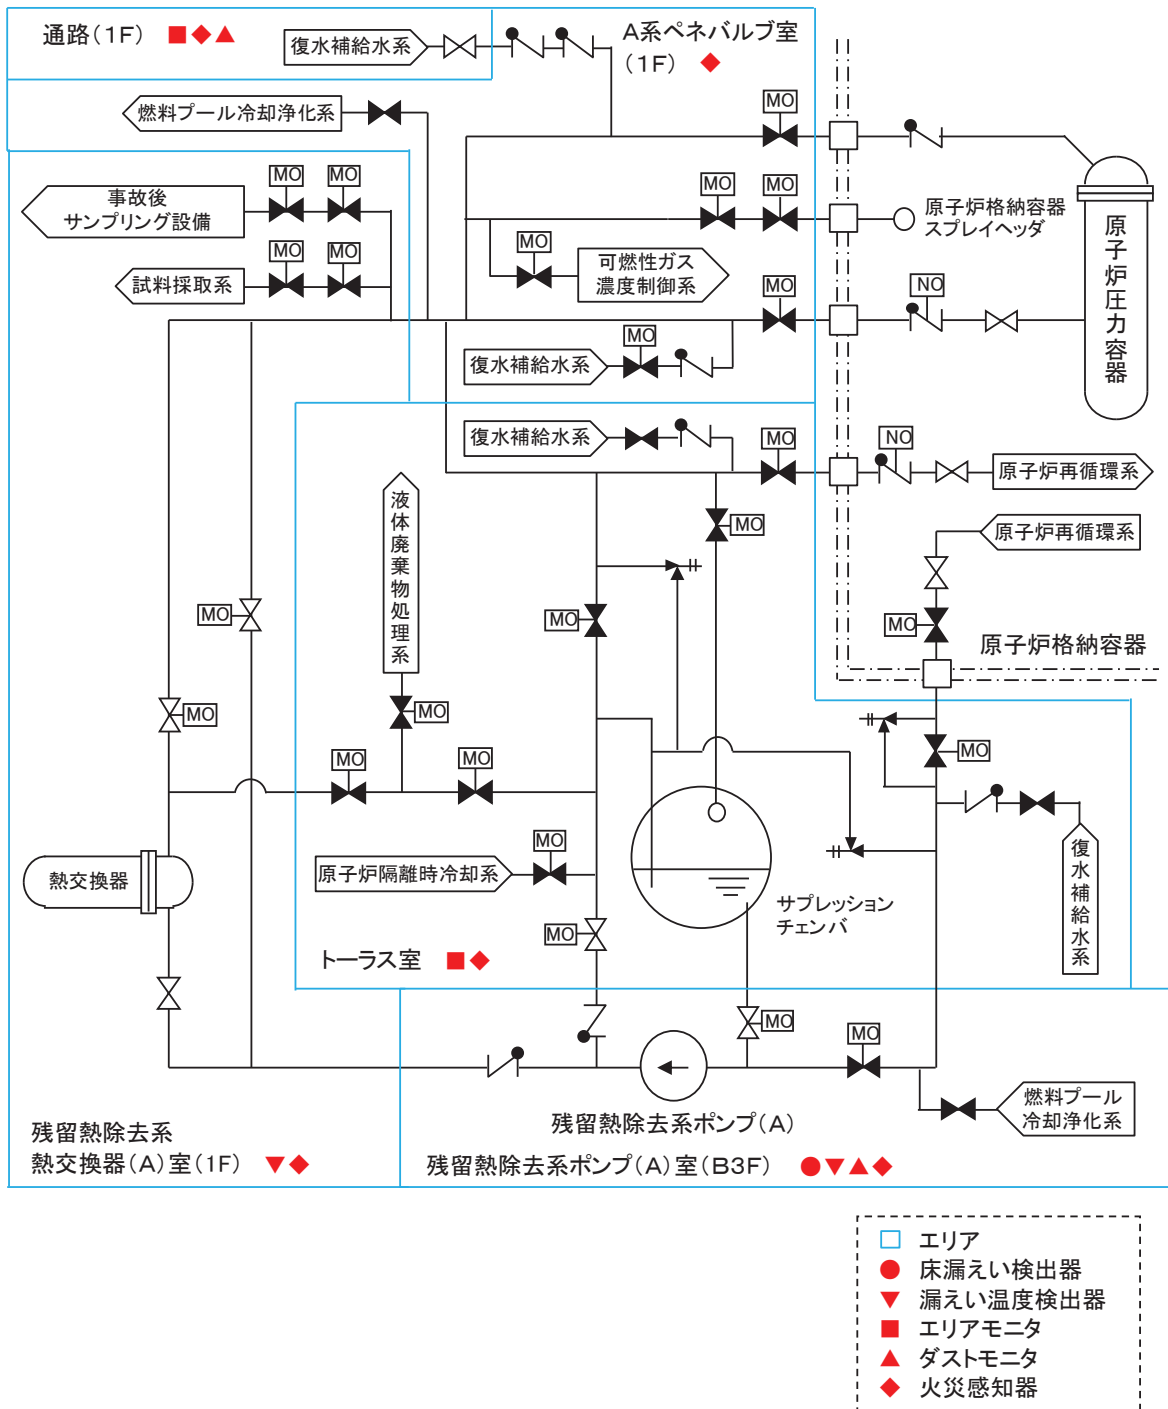 通路(1F)
復水補給水系
A系ペネバルブ室
(1F)
燃料プール冷却浄化系
MO
事故後
サンプリング設備
MO
MO
MO
MO
原子炉格納容器
スプレイヘッダ
原子炉圧力容器
試料採取系
MO
MO
MO
可燃性ガス
濃度制御系
MO
NO
復水補給水系
MO
復水補給水系
MO
NO
原子炉再循環系
液体廃棄物処理系
MO
原子炉再循環系
MO
MO
MO
原子炉格納容器
MO
MO
MO
MO
MO
熱交換器
原子炉隔離時冷却系
MO
サプレッション
チェンバ
復水補給水系
MO
トーラス室
MO
MO
残留熱除去系ポンプ(A)
燃料プール
冷却浄化系
残留熱除去系
熱交換器(A)室(1F)
残留熱除去系ポンプ(A)室(B3F)
エリア
床漏えい検出器
漏えい温度検出器
エリアモニタ
ダストモニタ
火災感知器